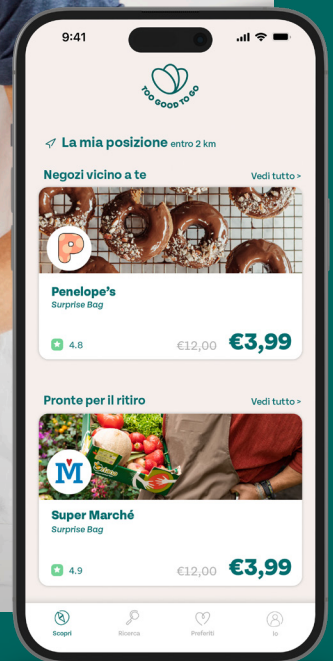 9:41
TOO GOOD TO GO
La mia posizione entro 2 km
Negozi vicino a te Vedi tutto >
P
Penelope's
Surprise Bag
4.8 €12,00 €3,99
Pronte per il ritiro Vedi tutto >
M
Super Marché
Surprise Bag
4.9 €12,00 €3,99
Scopri Ricerca Preferiti Io